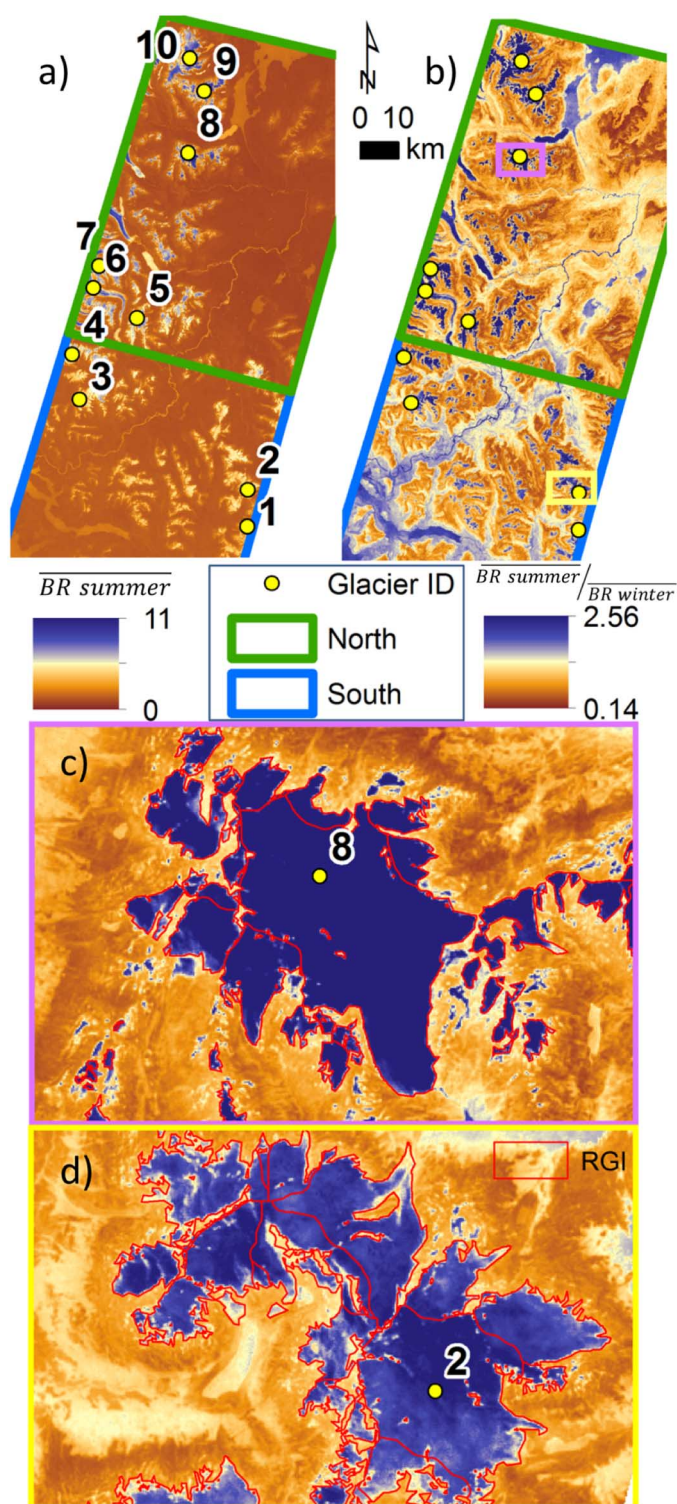 a)
10
9
8
7
6
5
4
3
2
1
N
0 10
km
b)
BR summer
11
0
Glacier ID
North
South
BR summer / BR winter
2.56
0.14
c)
8
d)
RGI
2